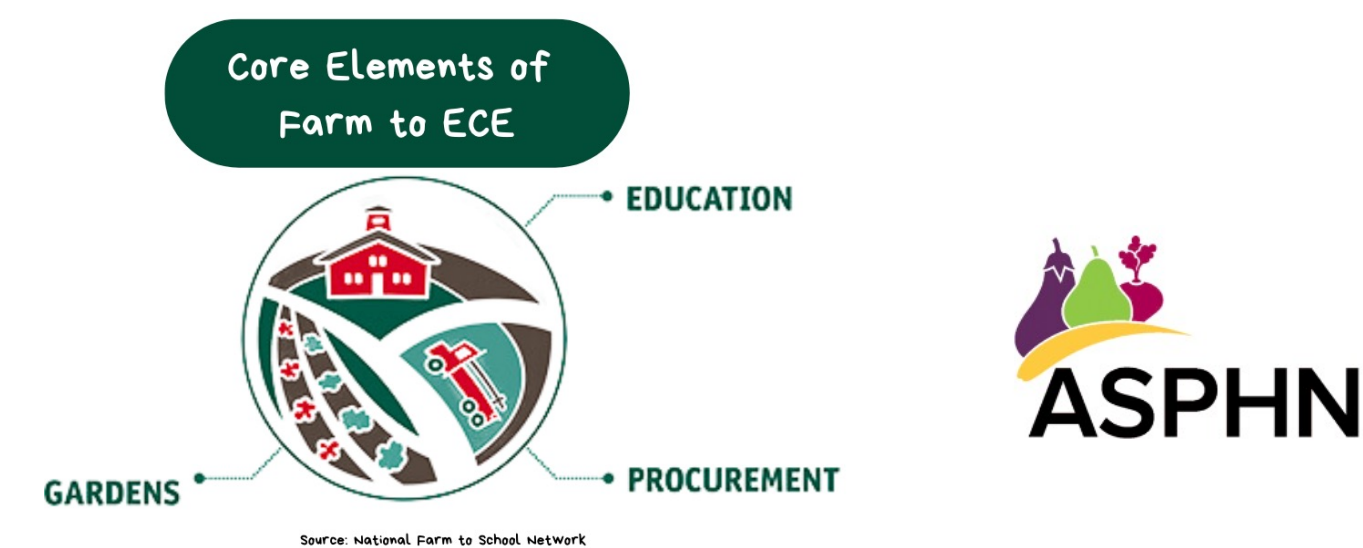 Core Elements of
Farm to ECE
EDUCATION
GARDENS
PROCUREMENT
Source: National Farm to School Network
ASPHN